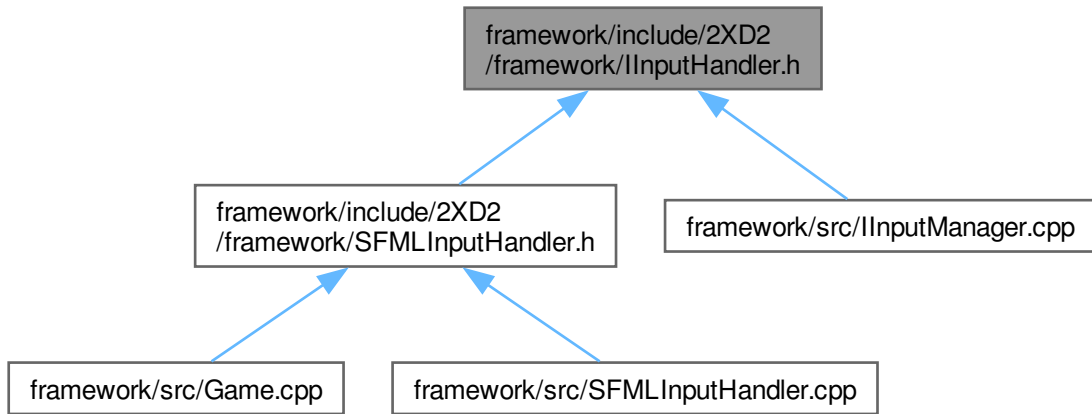 framework/include/2XD2
/framework/IInputHandler.h
framework/include/2XD2
/framework/SFMLInputHandler.h
framework/src/IInputManager.cpp
framework/src/Game.cpp
framework/src/SFMLInputHandler.cpp